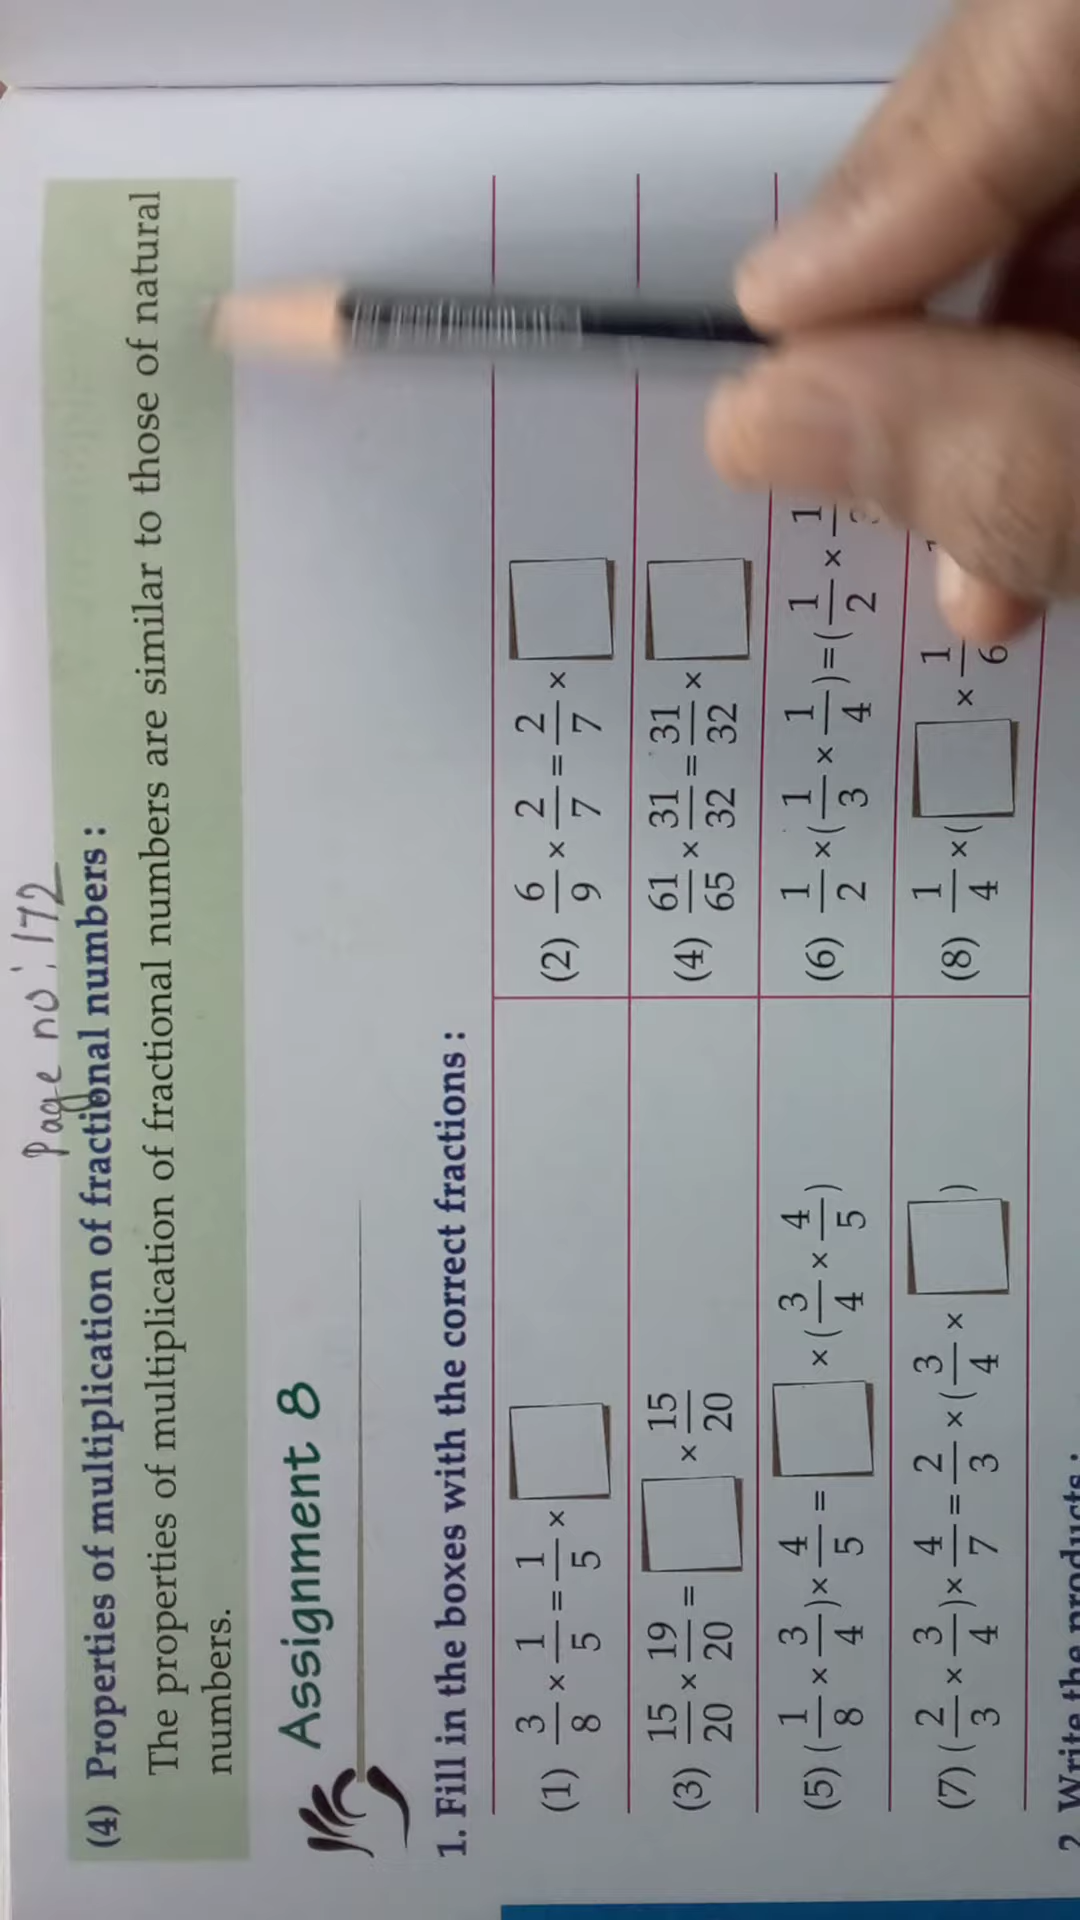 Page no: 172
(4) Properties of multiplication of fractional numbers :
The properties of multiplication of fractional numbers are similar to those of natural
numbers.
Assignment 8
1. Fill in the boxes with the correct fractions :
(1) 3/8 × 1/5 = 1/5 × □
(2) 6/9 × 2/7 = 2/7 × □
(3) 15/20 × 19/20 = □ × 15/20
(4) 61/65 × 31/32 = 31/32 × □
(5) (1/8 × 3/4) × 4/5 = □ × (3/4 × 4/5)
(6) 1/2 × (1/3 × 1/4) = (1/2 × 1
(7) (2/3 × 3/4) × 4/7 = 2/3 × (3/4 × □)
(8) 1/4 × (□ × 1/6
2. Write the products :